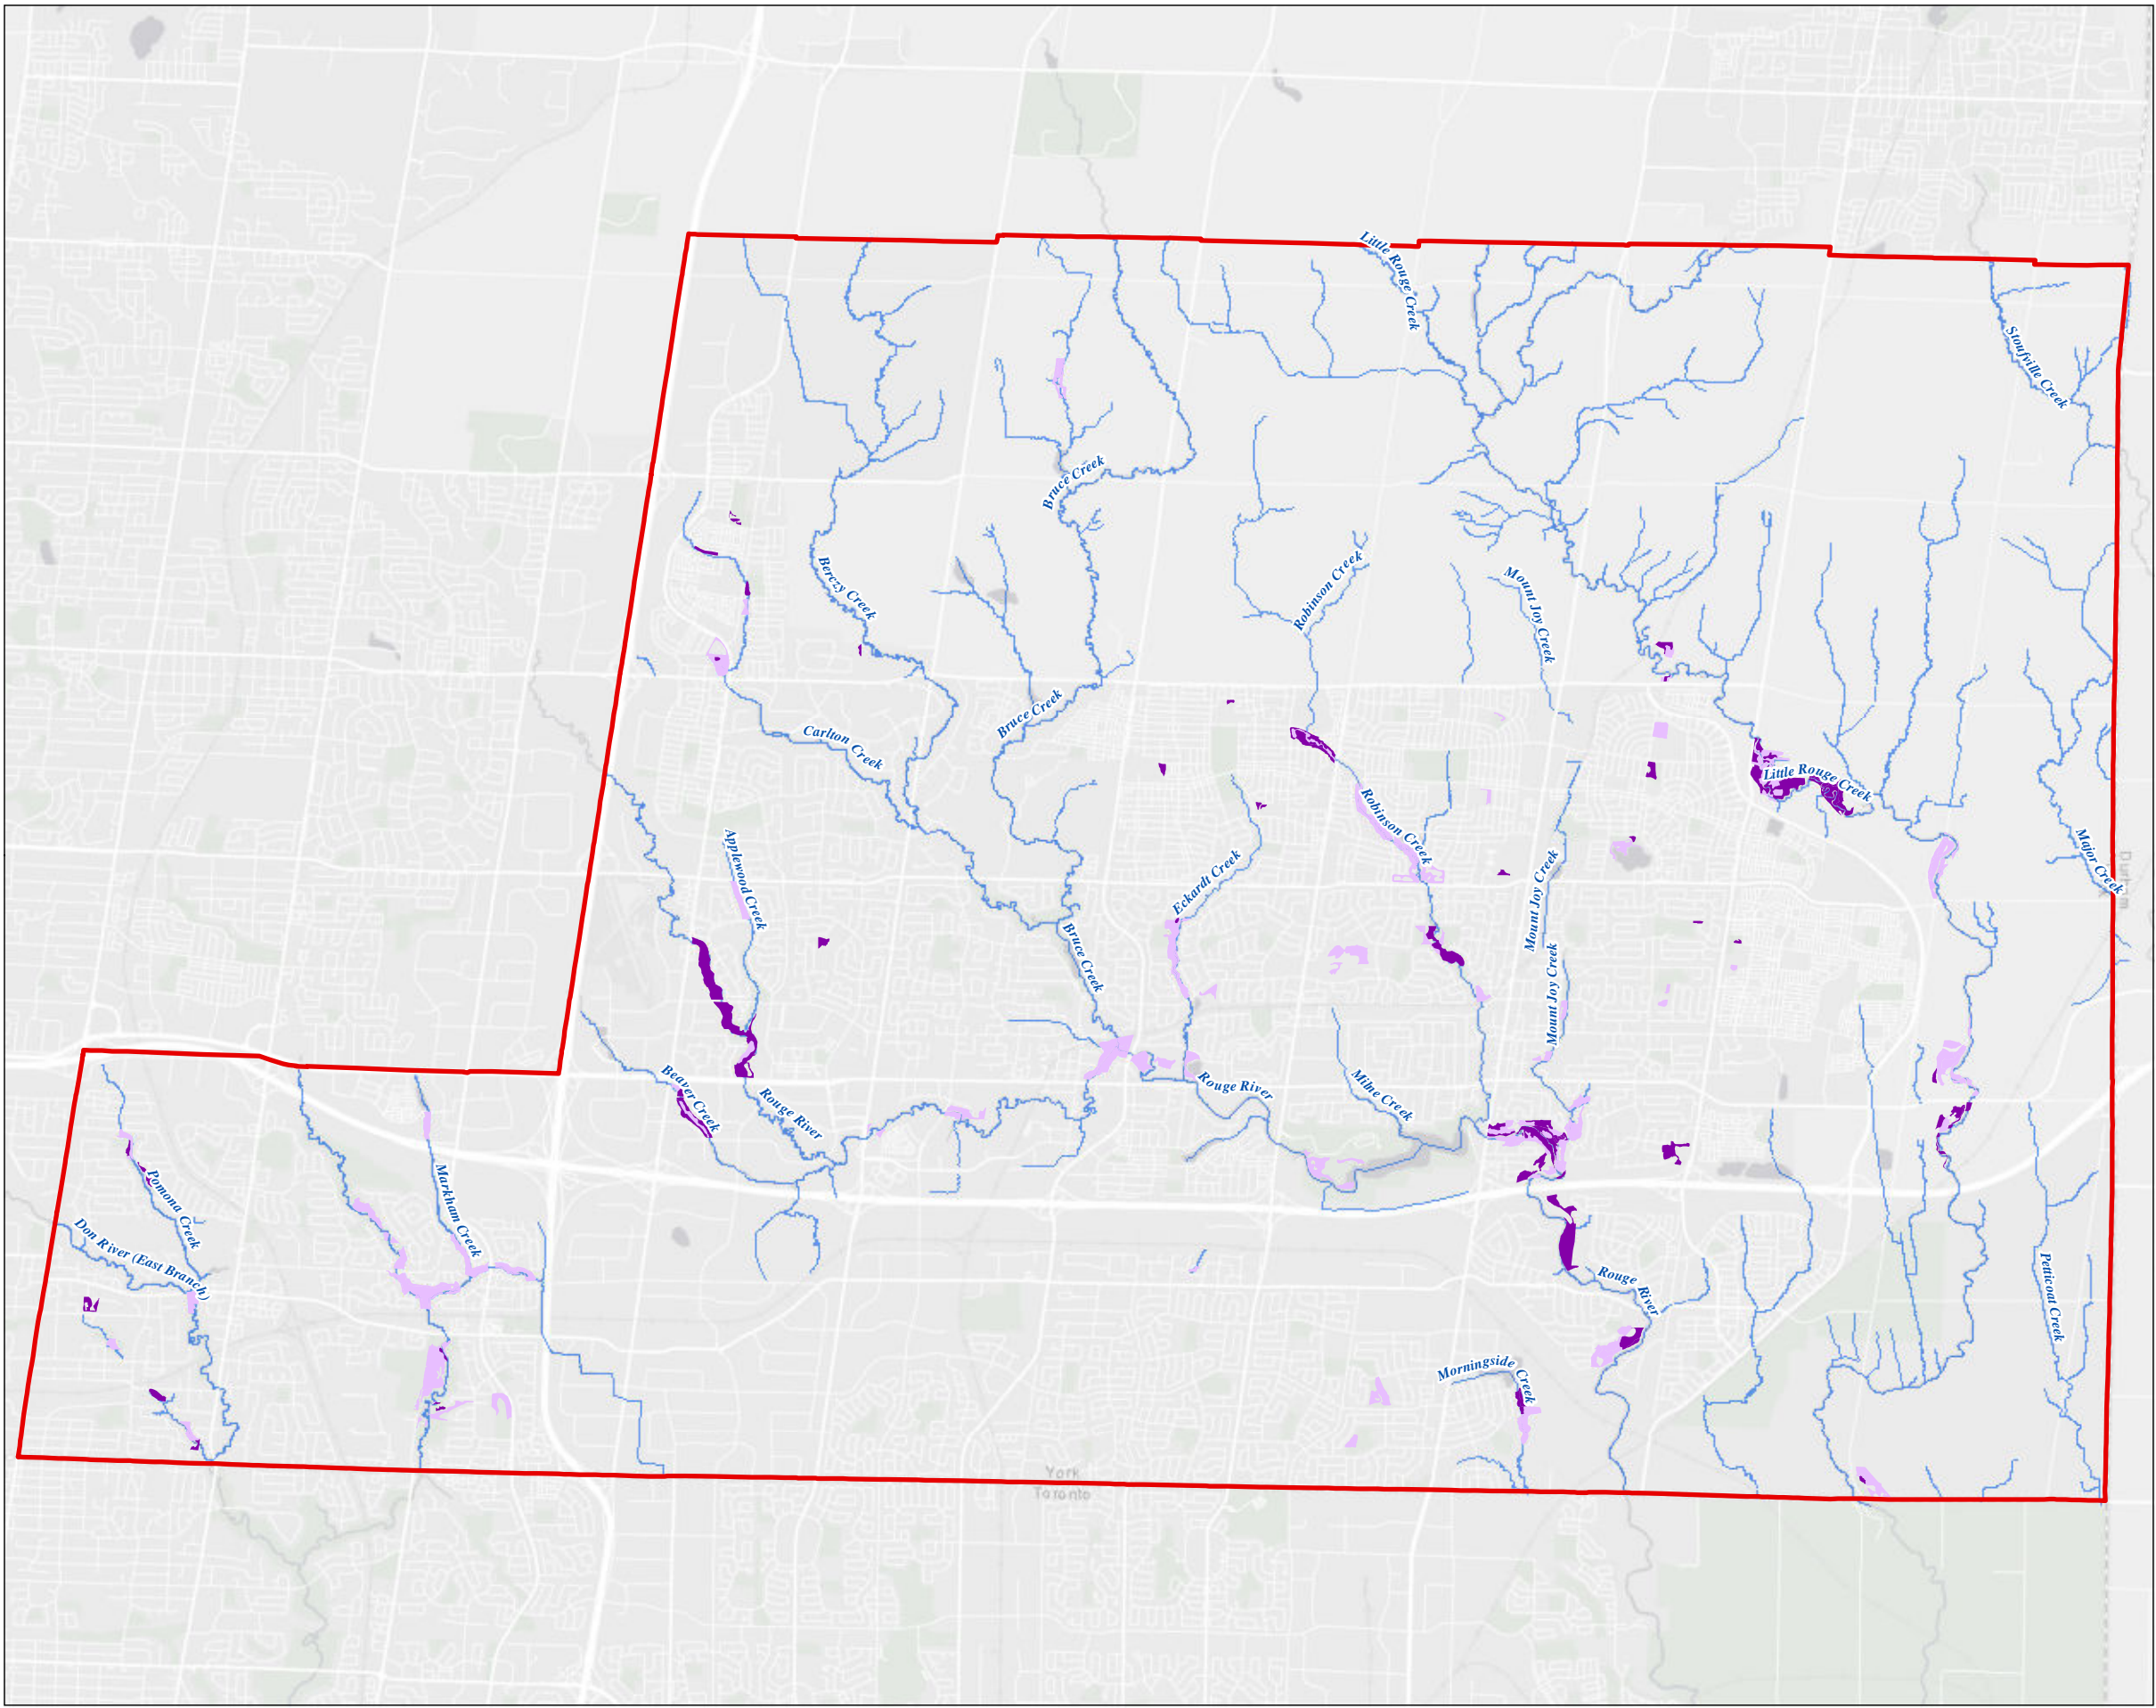 Little Rouge Creek
Stoufville Creek
Bruce Creek
Berczy Creek
Robinson Creek
Mount Joy Creek
Bruce Creek
Carlton Creek
Little Rouge Creek
Robinson Creek
Applewood Creek
Eckardt Creek
Mount Joy Creek
Major Creek
Durham
Bruce Creek
Mount Joy Creek
Beaver Creek
Rouge River
Rouge River
Milne Creek
Pomona Creek
Markham Creek
Don River (East Branch)
Rouge River
Petticoat Creek
Morningside Creek
York
Toronto